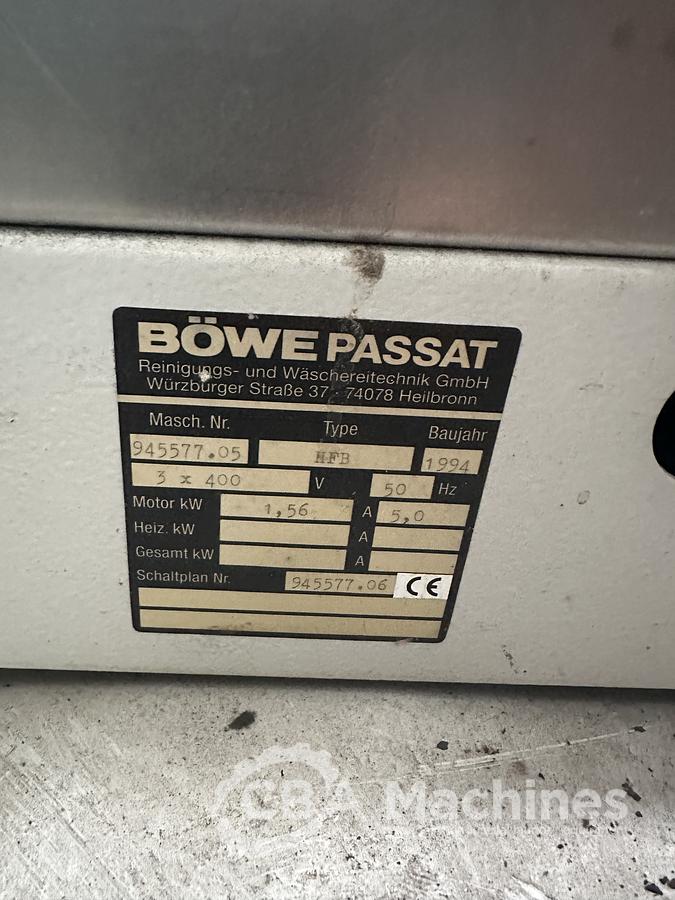 BÖWE PASSAT
Reinigungs- und Wäschereitechnik GmbH
Würzburger Straße 37 · 74078 Heilbronn
Masch. Nr. Type Baujahr
945577.05 HFB 1994
3 x 400 V 50 Hz
Motor kW 1,56 A 5,0
Heiz. kW A
Gesamt kW A
Schaltplan Nr. 945577.06 CE
CBA Machines